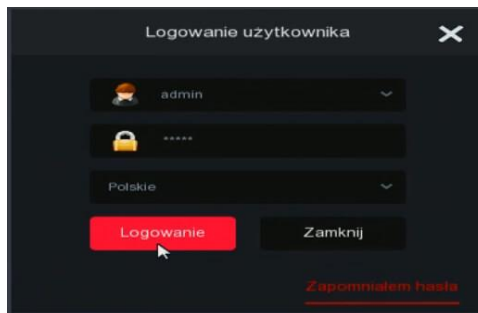 Logowanie użytkownika
admin
*****
Polskie
Logowanie
Zamknij
Zapomniałem hasła